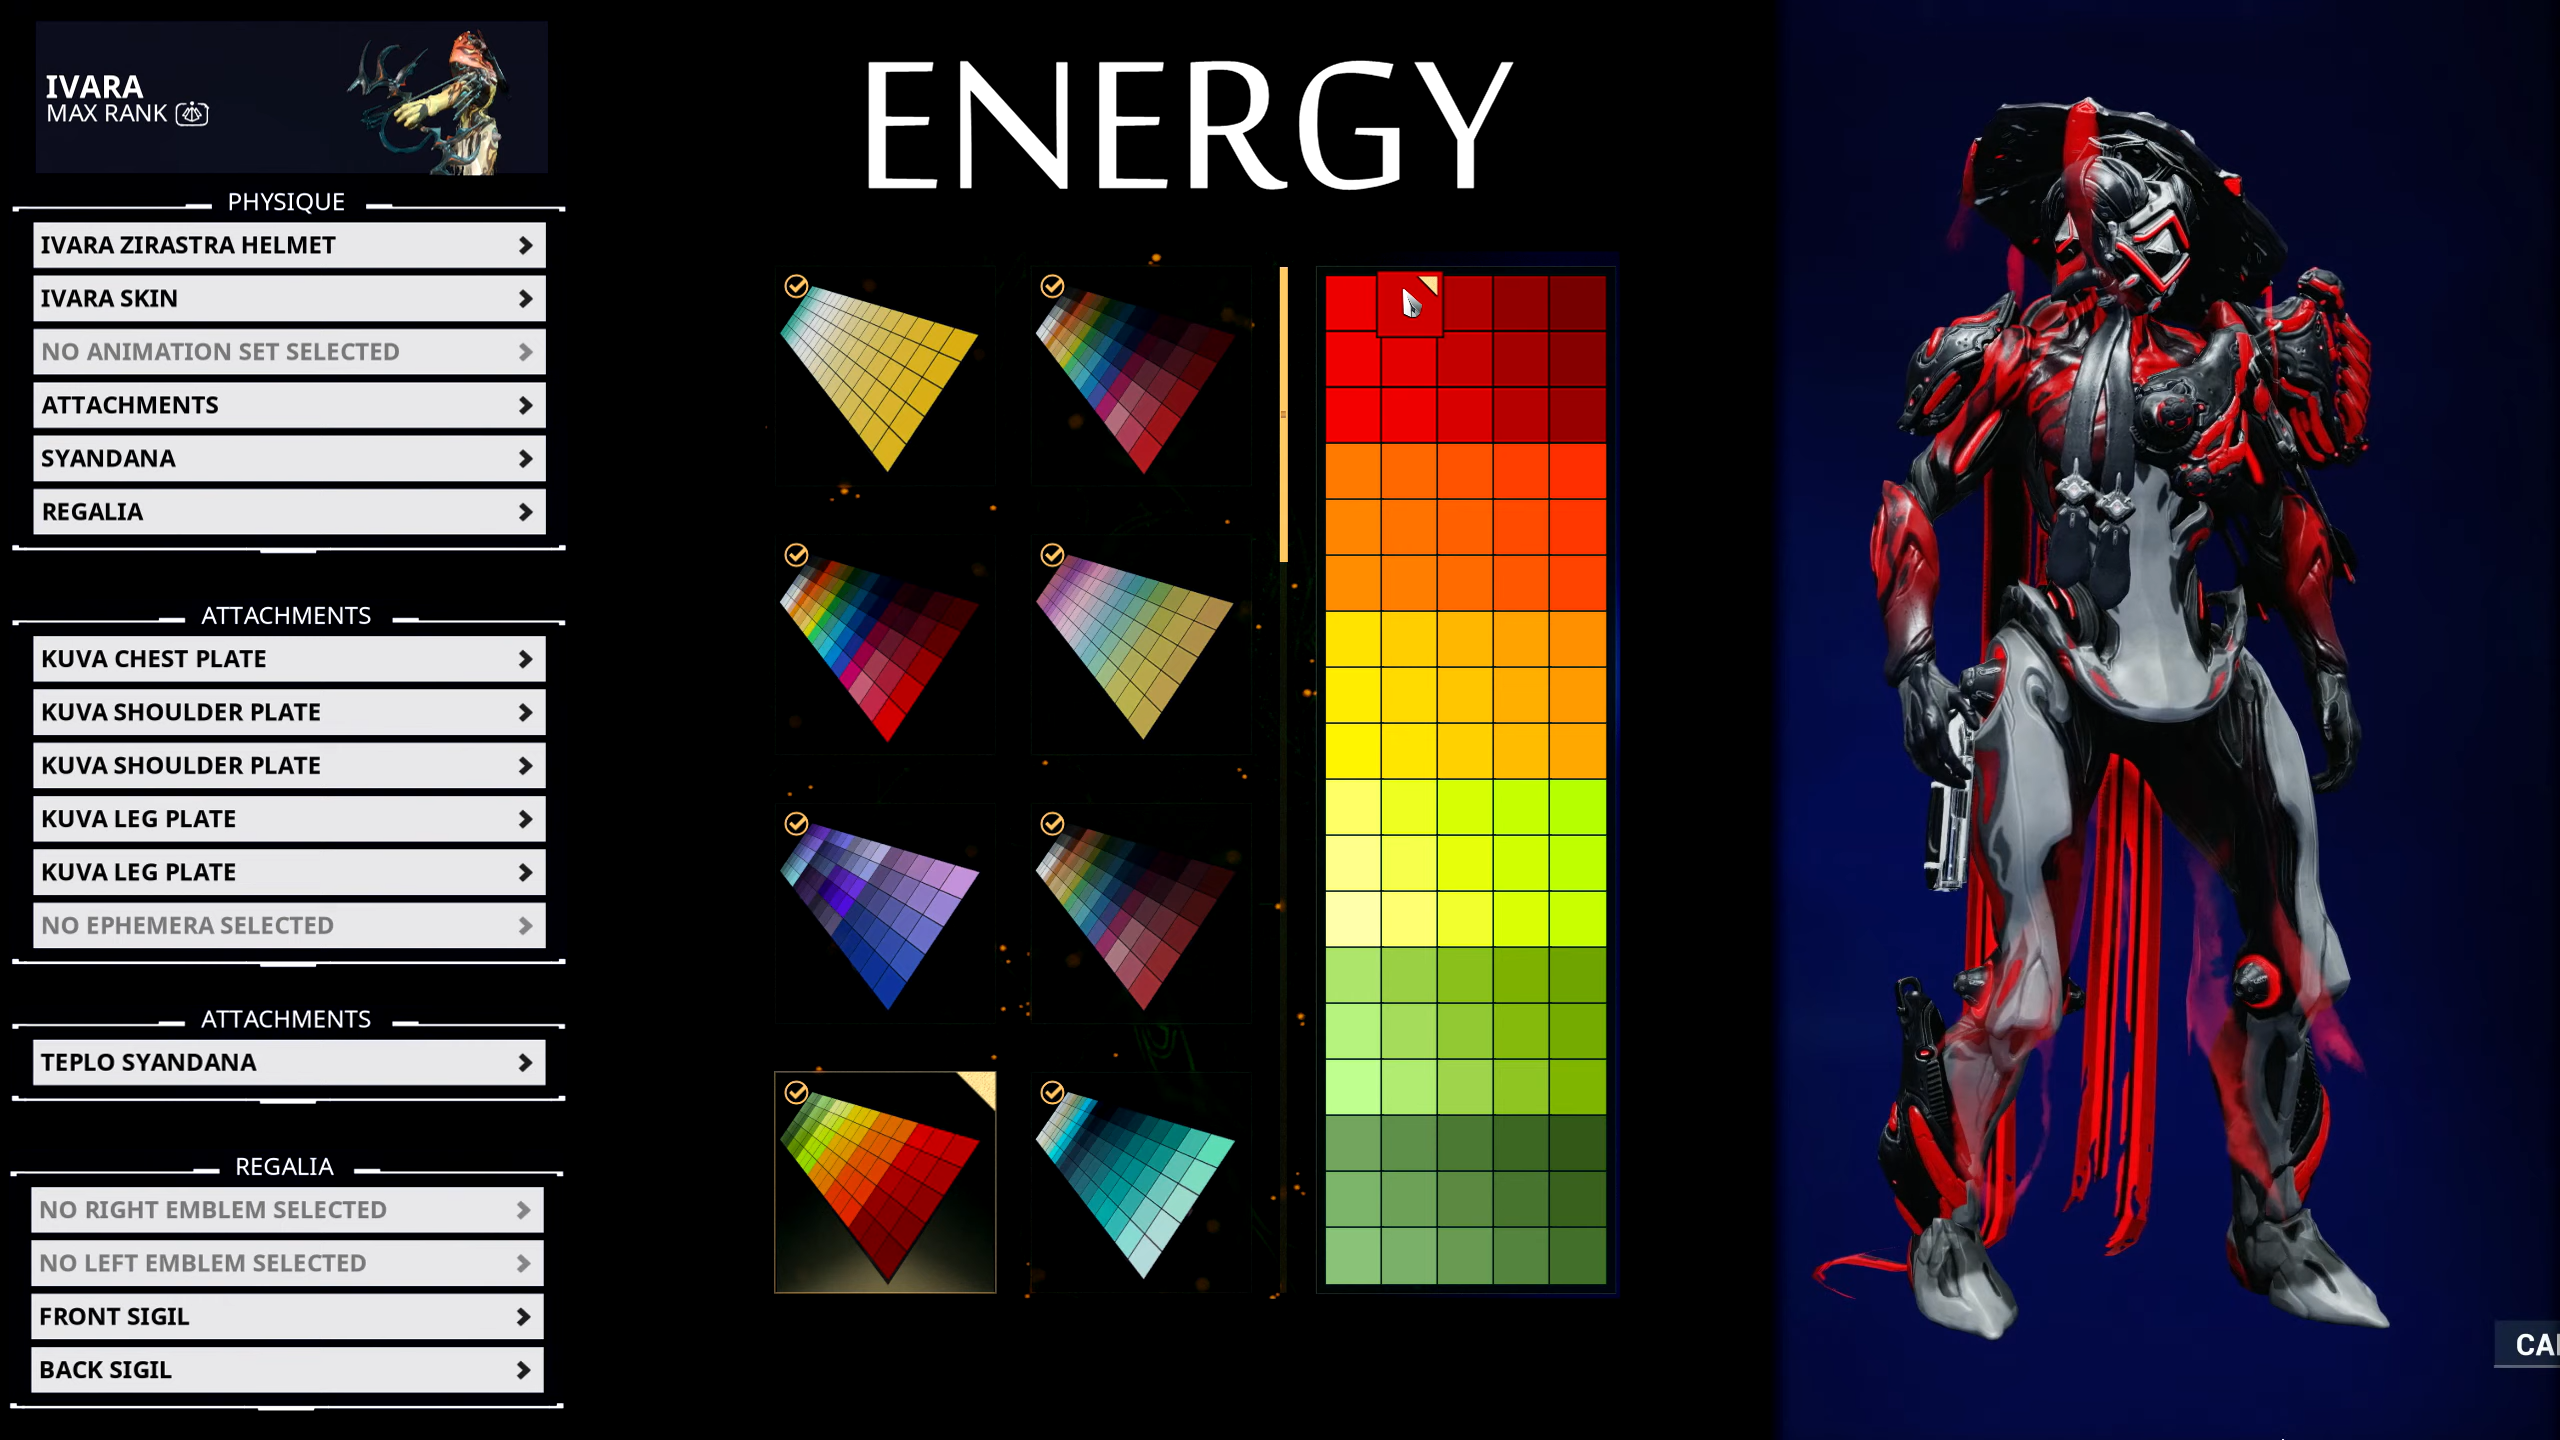 IVARA
MAX RANK
PHYSIQUE
IVARA ZIRASTRA HELMET
IVARA SKIN
NO ANIMATION SET SELECTED
ATTACHMENTS
SYANDANA
REGALIA
ATTACHMENTS
KUVA CHEST PLATE
KUVA SHOULDER PLATE
KUVA SHOULDER PLATE
KUVA LEG PLATE
KUVA LEG PLATE
NO EPHEMERA SELECTED
ATTACHMENTS
TEPLO SYANDANA
REGALIA
NO RIGHT EMBLEM SELECTED
NO LEFT EMBLEM SELECTED
FRONT SIGIL
BACK SIGIL
ENERGY